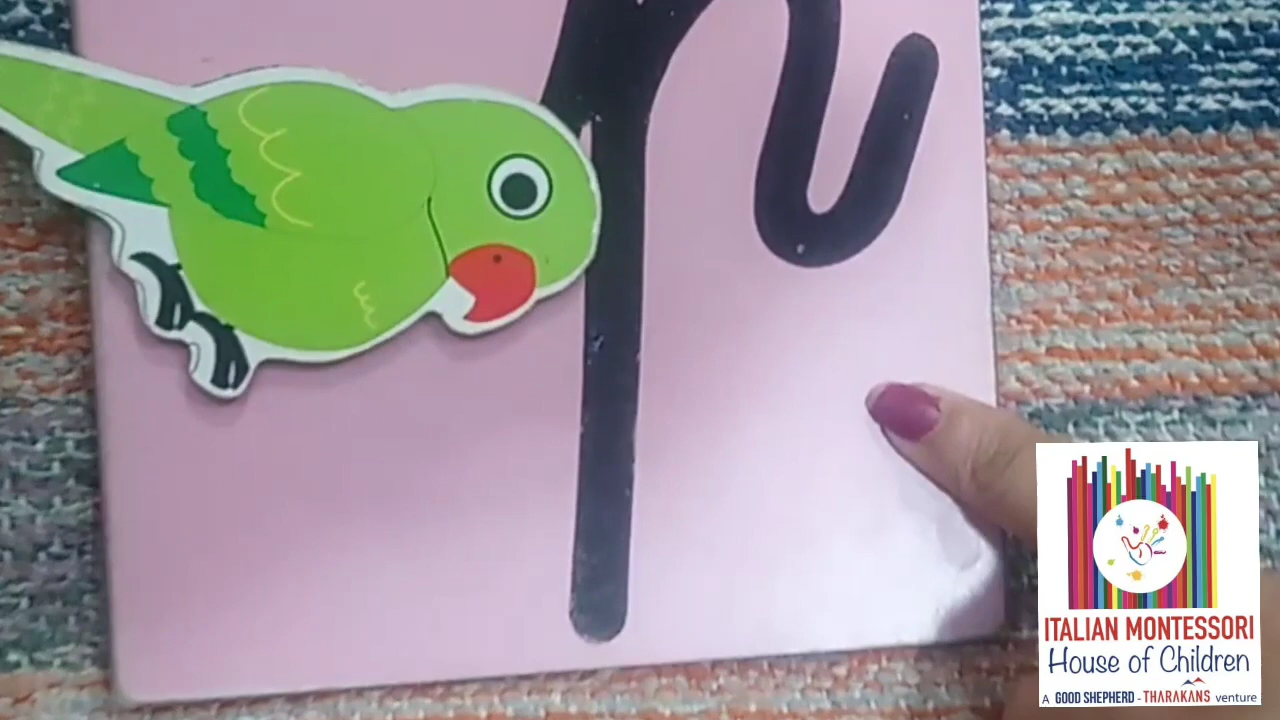 p
ITALIAN MONTESSORI
House of Children
A GOOD SHEPHERD - THARAKANS venture